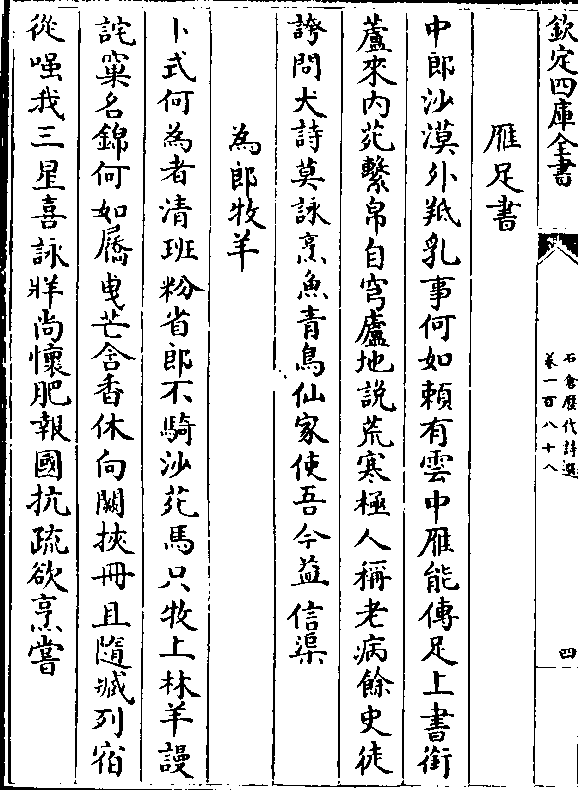 欽定四庫全書
石倉歷代詩選
卷一百八十八
四
雁足書
中郎沙漠外羝乳事何如頼有雲中雁能傳足上書銜
蘆來内苑繫帛自穹廬地説荒寒極人稱老病餘史徒
誇問犬詩莫詠烹魚青鳥仙家使吾今益信渠
為郎牧羊
卜式何為者清班粉省郎不騎沙苑馬只牧上林羊謾
詫窠名錦何如屩曳芒含香休向闕挾冊且隨臧列宿
從嗤我三星喜詠牂尚懷肥報國抗疏欲烹嘗